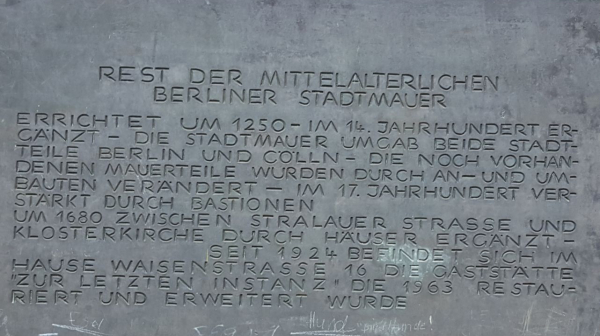 REST DER MITTELALTERLICHEN
BERLINER STADTMAUER
ERRICHTET UM 1250 - IM 14. JAHRHUNDERT ER-
GÄNZT - DIE STADTMAUER UMGAB BEIDE STADT-
TEILE BERLIN UND CÖLLN - DIE NOCH VORHAN-
DENEN MAUERTEILE WURDEN DURCH AN- UND UM-
BAUTEN VERÄNDERT - IM 17. JAHRHUNDERT VER-
STÄRKT DURCH BASTIONEN
UM 1680 ZWISCHEN STRALAUER STRASSE UND
KLOSTERKIRCHE DURCH HÄUSER ERGÄNZT -
SEIT 1924 BEFINDET SICH IM
HAUSE WAISENSTRASSE 16 DIE GASTSTÄTTE
"ZUR LETZTEN INSTANZ" DIE 1963 RESTAU-
RIERT UND ERWEITERT WURDE